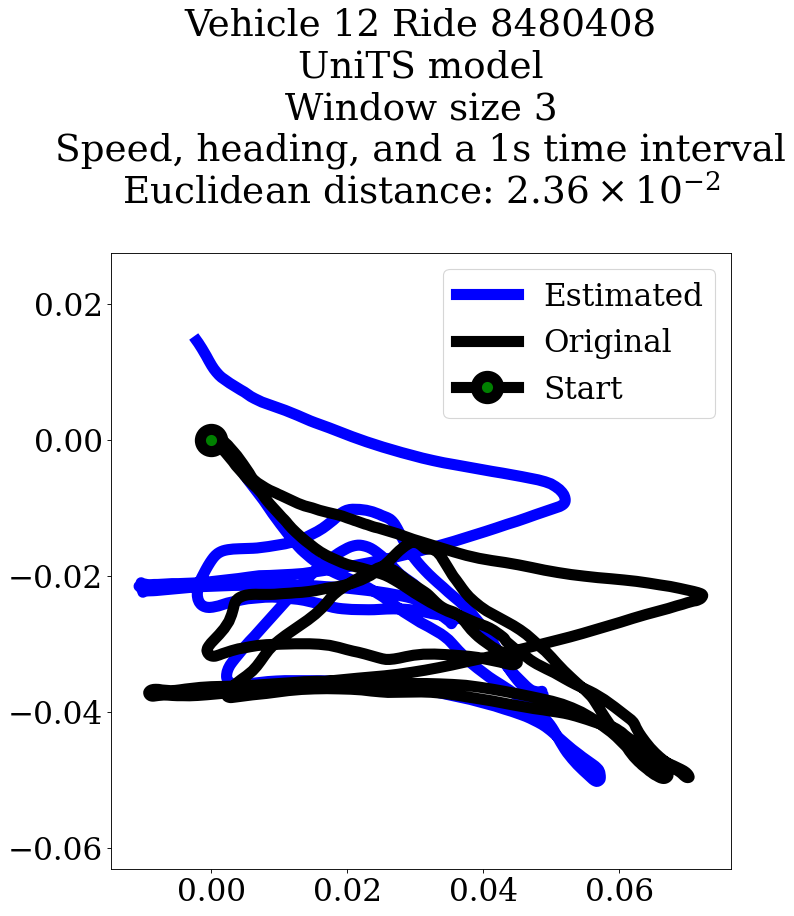 Vehicle 12 Ride 8480408
UniTS model
Window size 3
Speed, heading, and a 1s time interval
Euclidean distance: 2.36 × 10⁻²
Estimated
Original
Start
0.02
0.00
−0.02
−0.04
−0.06
0.00 0.02 0.04 0.06